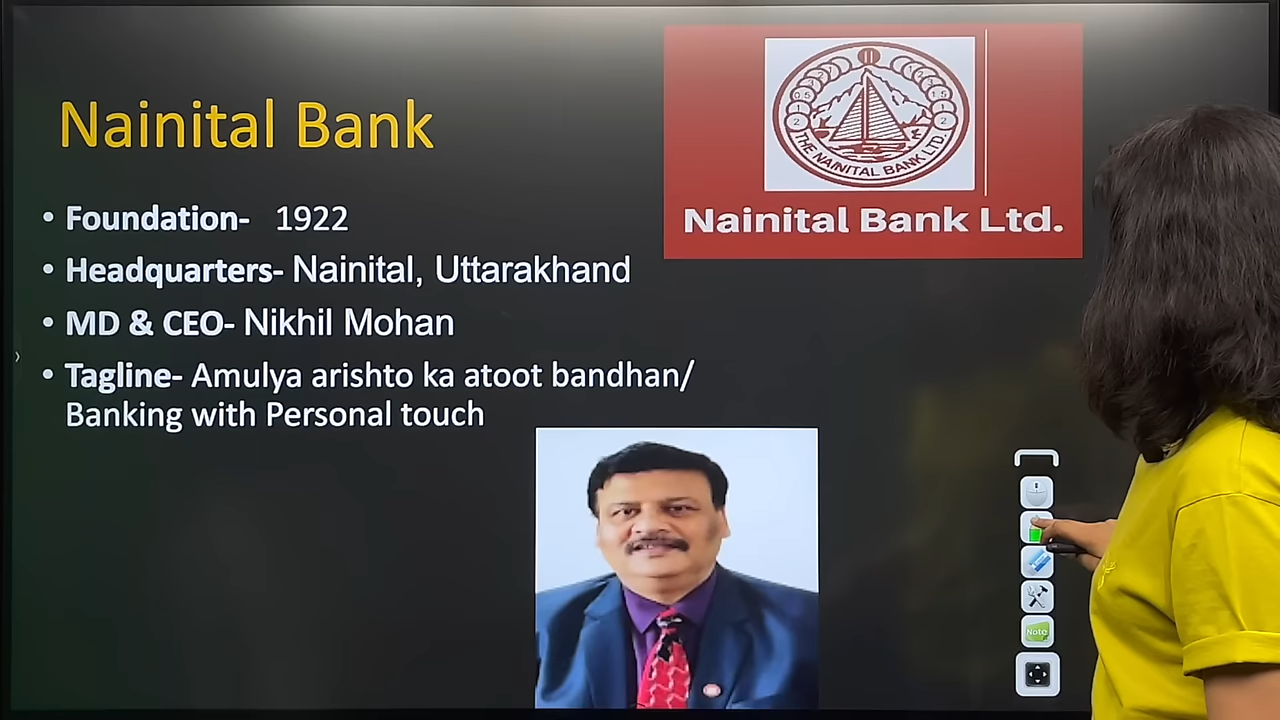 Nainital Bank
• Foundation- 1922
• Headquarters- Nainital, Uttarakhand
• MD & CEO- Nikhil Mohan
• Tagline- Amulya arishto ka atoot bandhan/
Banking with Personal touch
THE NAINITAL BANK LTD.
Nainital Bank Ltd.
Note